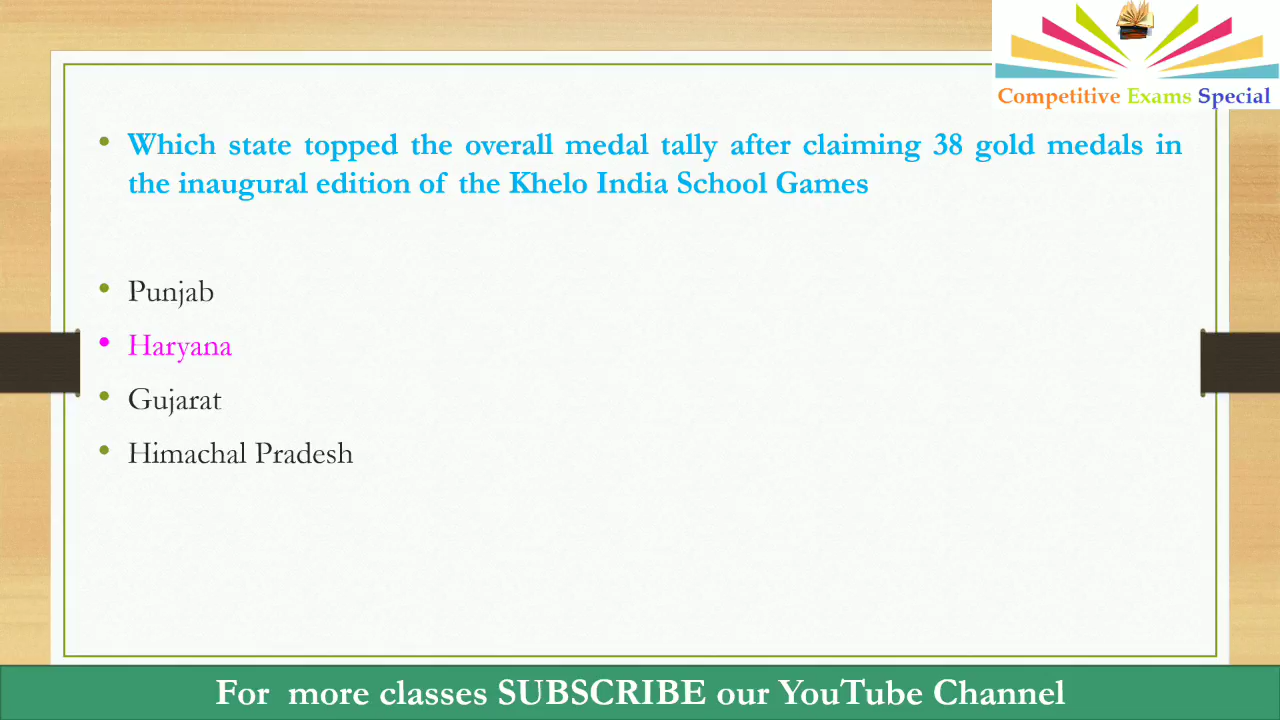 Competitive Exams Special
• Which state topped the overall medal tally after claiming 38 gold medals in
the inaugural edition of the Khelo India School Games
• Punjab
• Haryana
• Gujarat
• Himachal Pradesh
For more classes SUBSCRIBE our YouTube Channel